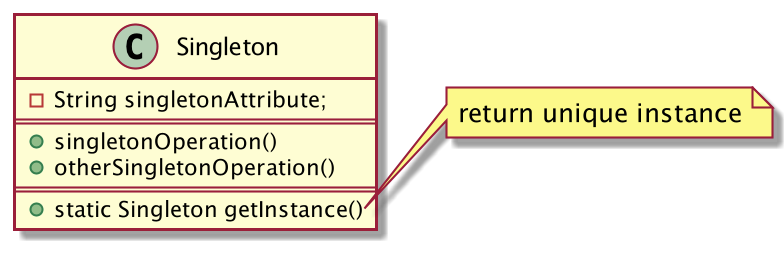 C Singleton
String singletonAttribute;
singletonOperation()
otherSingletonOperation()
static Singleton getInstance()
return unique instance